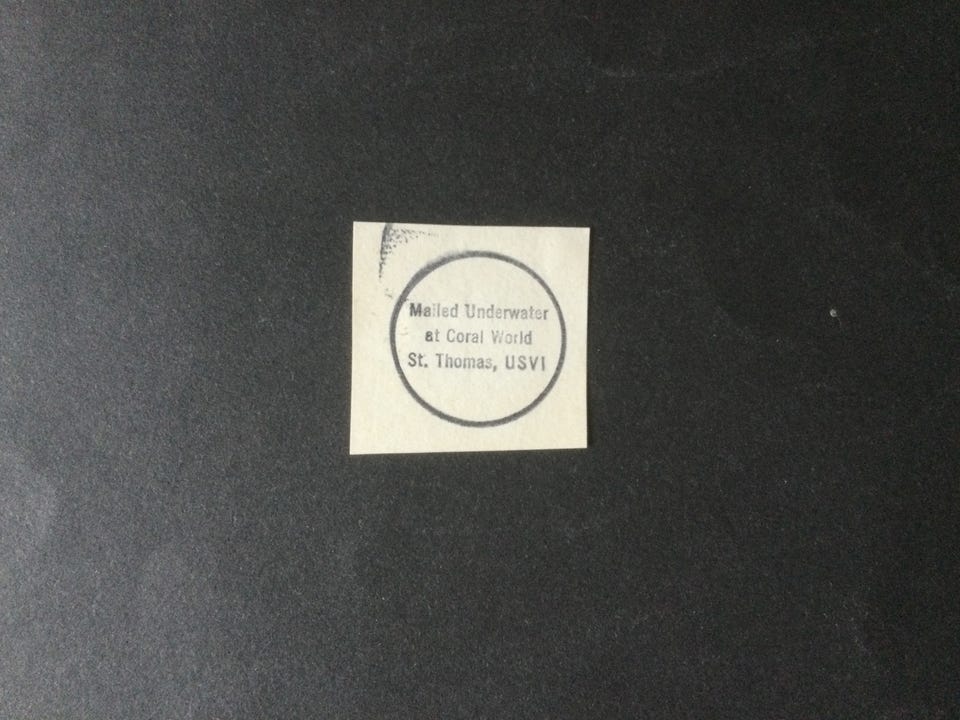 Mailed Underwater
at Coral World
St. Thomas, USVI